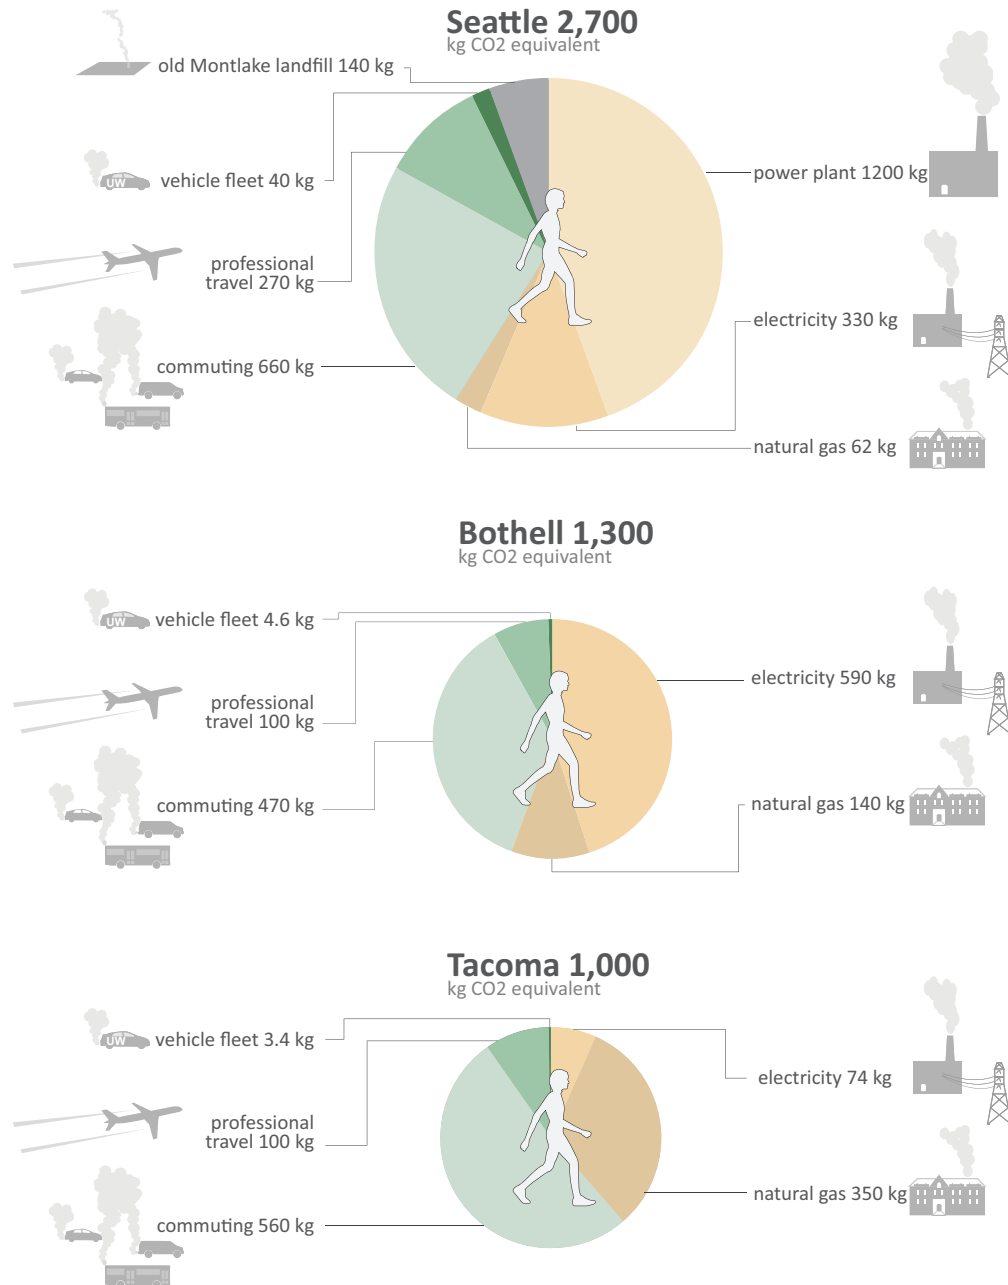 Seattle 2,700
kg CO2 equivalent
old Montlake landfill 140 kg
UW
vehicle fleet 40 kg
power plant 1200 kg
professional
travel 270 kg
electricity 330 kg
commuting 660 kg
natural gas 62 kg
Bothell 1,300
kg CO2 equivalent
UW
vehicle fleet 4.6 kg
electricity 590 kg
professional
travel 100 kg
commuting 470 kg
natural gas 140 kg
Tacoma 1,000
kg CO2 equivalent
UW
vehicle fleet 3.4 kg
electricity 74 kg
professional
travel 100 kg
natural gas 350 kg
commuting 560 kg